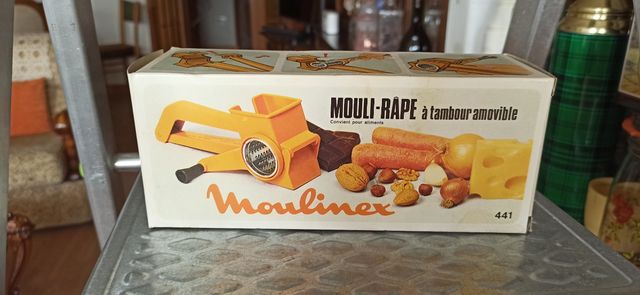 MOULI-RÂPE à tambour amovible
Convient pour aliments
Moulinex
441